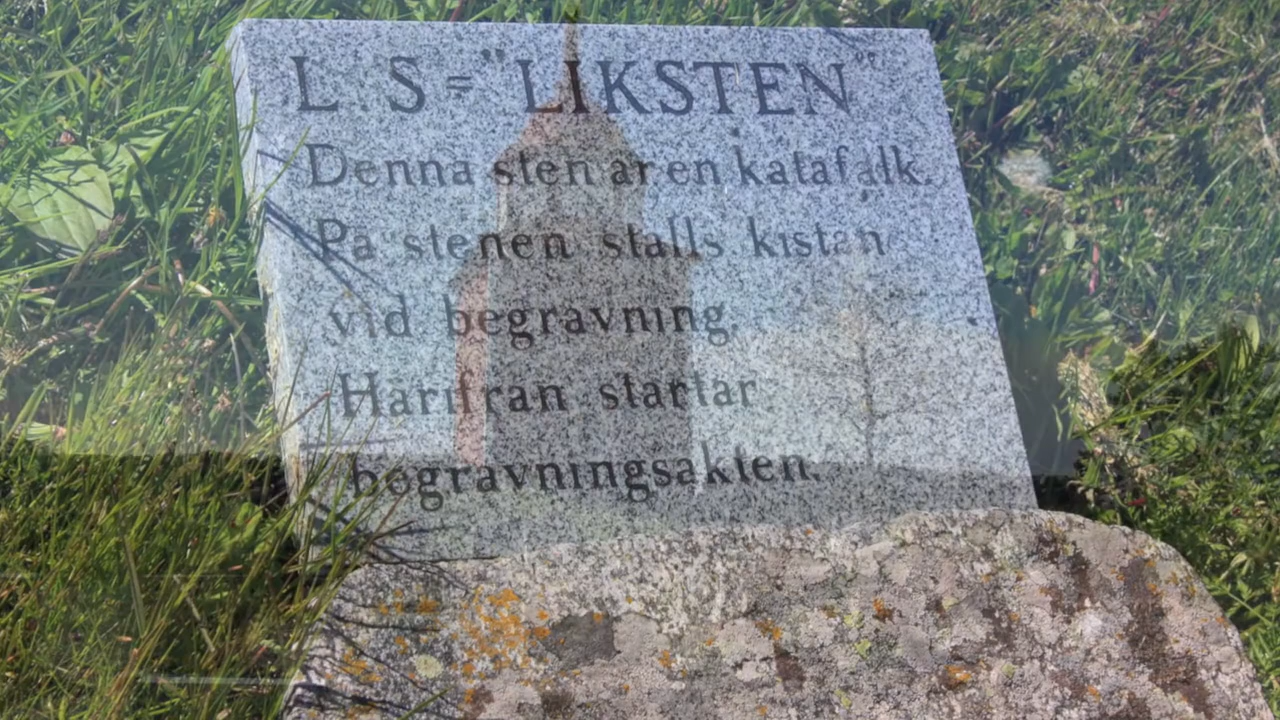 L S = "LIKSTEN"
Denna sten är en katafalk.
På stenen ställs kistan
vid begravning.
Härifrån startar
begravningsakten.